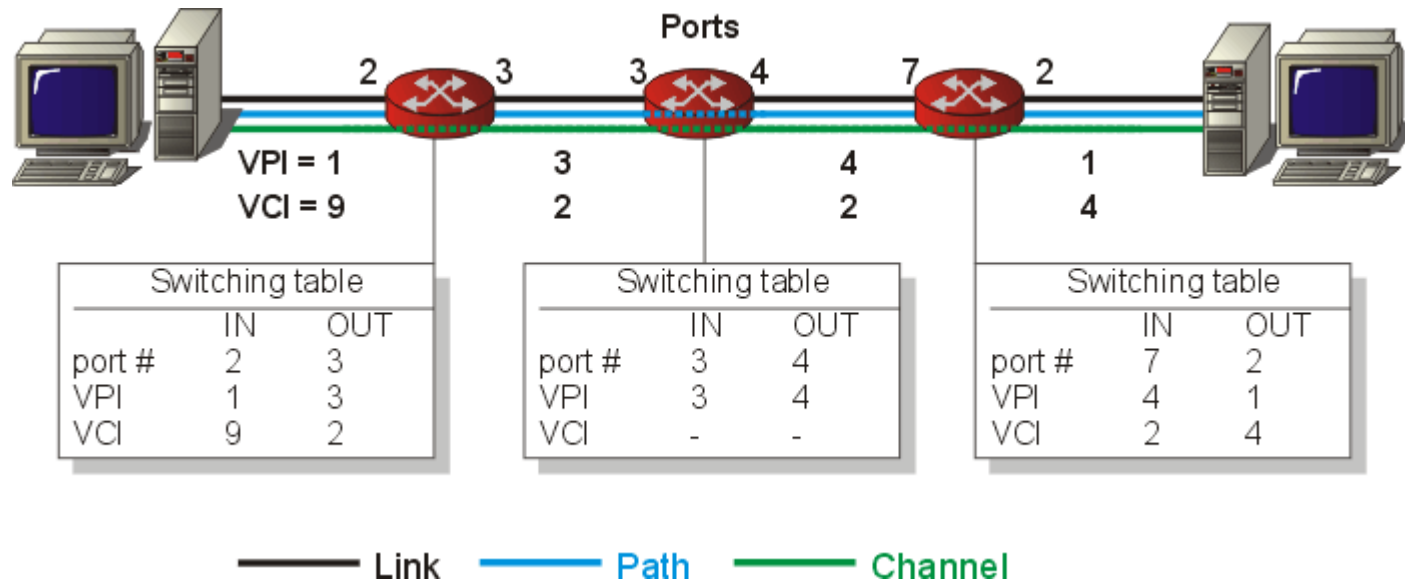 Ports
2 3 3 4 7 2
VPI = 1 3 4 1
VCI = 9 2 2 4
Switching table
IN OUT
port # 2 3
VPI 1 3
VCI 9 2
Switching table
IN OUT
port # 3 4
VPI 3 4
VCI - -
Switching table
IN OUT
port # 7 2
VPI 4 1
VCI 2 4
Link Path Channel